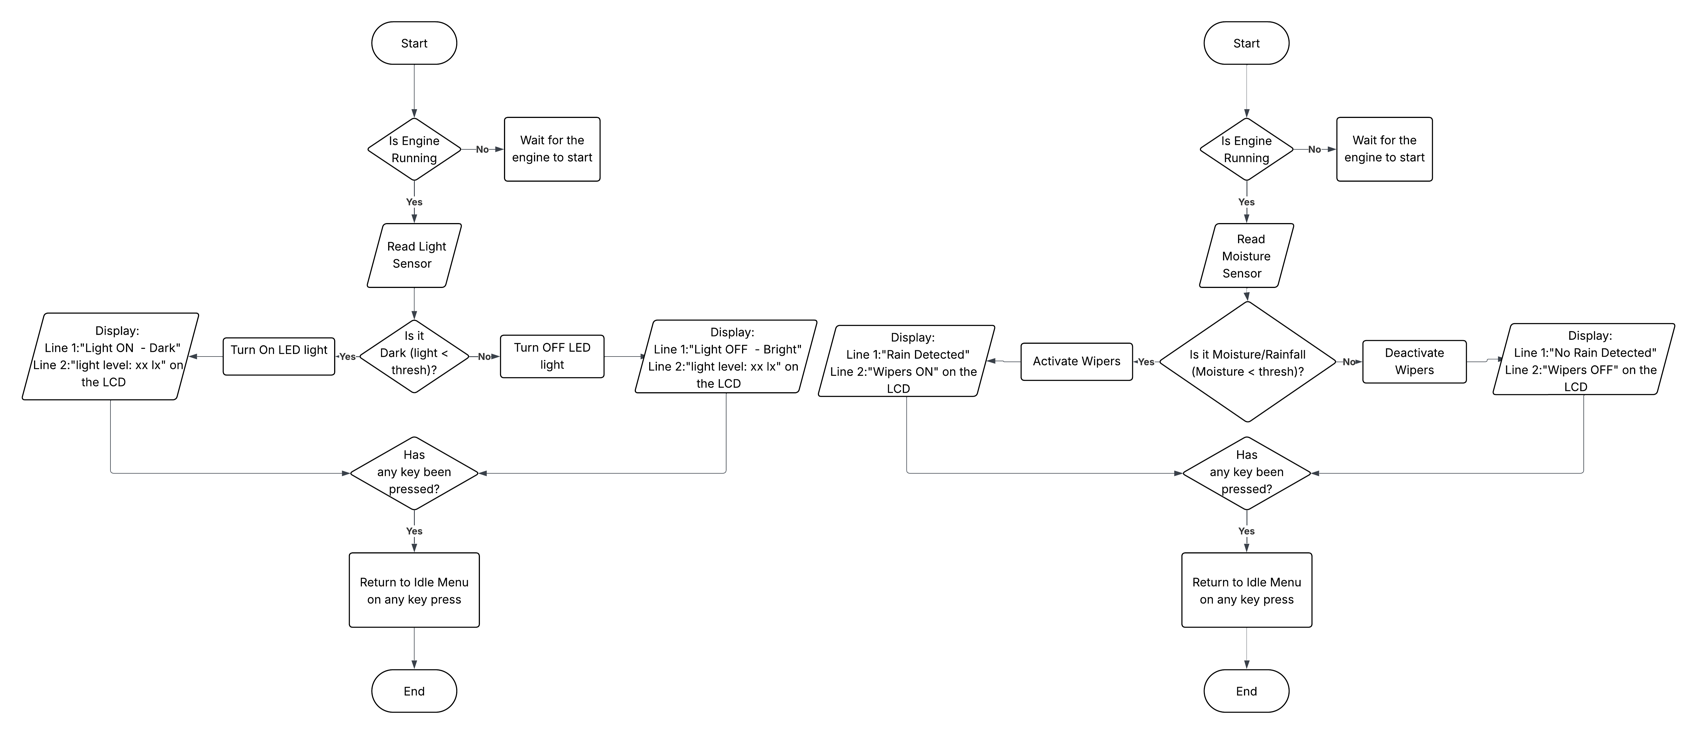 Start
Is Engine
Running
No
Wait for the
engine to start
Yes
Read Light
Sensor
Is it
Dark (light <
thresh)?
Yes
Turn On LED light
Display:
Line 1:"Light ON  - Dark"
Line 2:"light level: xx lx" on
the LCD
No
Turn OFF LED
light
Display:
Line 1:"Light OFF  - Bright"
Line 2:"light level: xx lx" on
the LCD
Has
any key been
pressed?
Yes
Return to Idle Menu
on any key press
End
Start
Is Engine
Running
No
Wait for the
engine to start
Yes
Read
Moisture
Sensor
Is it Moisture/Rainfall
(Moisture < thresh)?
Yes
Activate Wipers
Display:
Line 1:"Rain Detected"
Line 2:"Wipers ON" on the
LCD
No
Deactivate
Wipers
Display:
Line 1:"No Rain Detected"
Line 2:"Wipers OFF" on the
LCD
Has
any key been
pressed?
Yes
Return to Idle Menu
on any key press
End